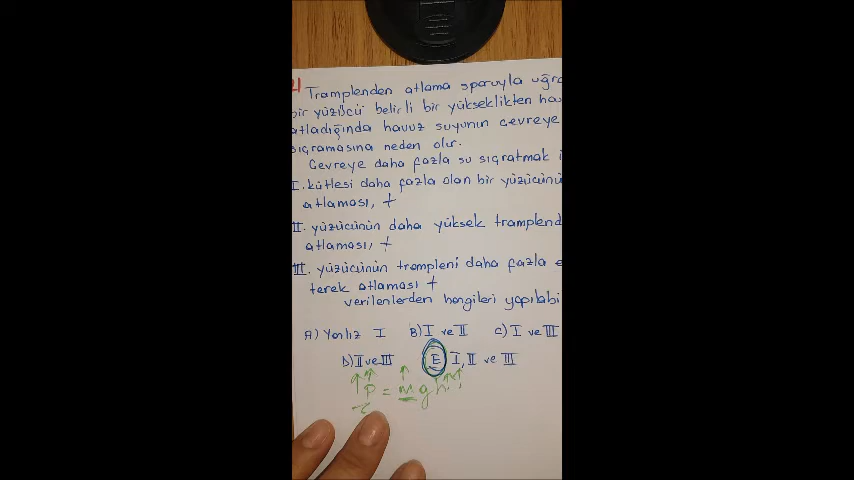 Tramplenden atlama sporuyla uğra
bir yüzücü belirli bir yükseklikten hav
atladığında havuz suyunun çevreye
sıçramasına neden olur.
Çevreye daha fazla su sıçratmak i
I. kütlesi daha fazla olan bir yüzücünü
atlaması, +
II. yüzücünün daha yüksek tramplend
atlaması, +
III. yüzücünün trampleni daha fazla e
terek atlaması +
verilenlerden hangileri yapılabi
A) Yanlız I B) I ve II C) I ve III
D) II ve III E I, II ve III
P = mgh